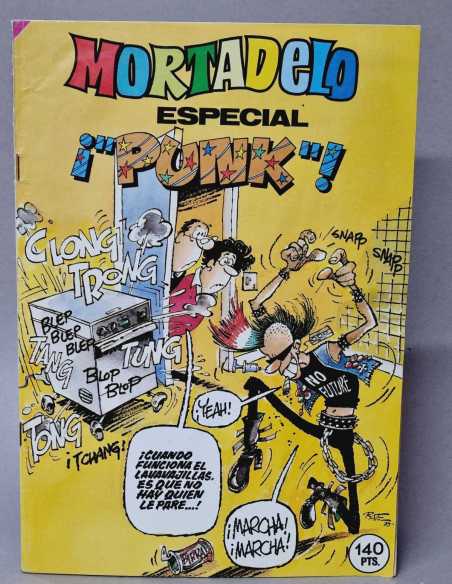 MORTADELO
ESPECIAL
¡"PUNK"!
CLONG
TRONG
SNAPP
SNAPP
BLEP
BLEP
BLEP
TANG
TUNG
BLOP
BLOP
TONG
¡TCHANG!
¡YEAH!
NO
FUTURE
¡CUANDO
FUNCIONA EL
LAVAVAJILLAS,
ES QUE NO
HAY QUIEN
LE PARE...!
¡MARCHA!
¡MARCHA!
140
PTS.